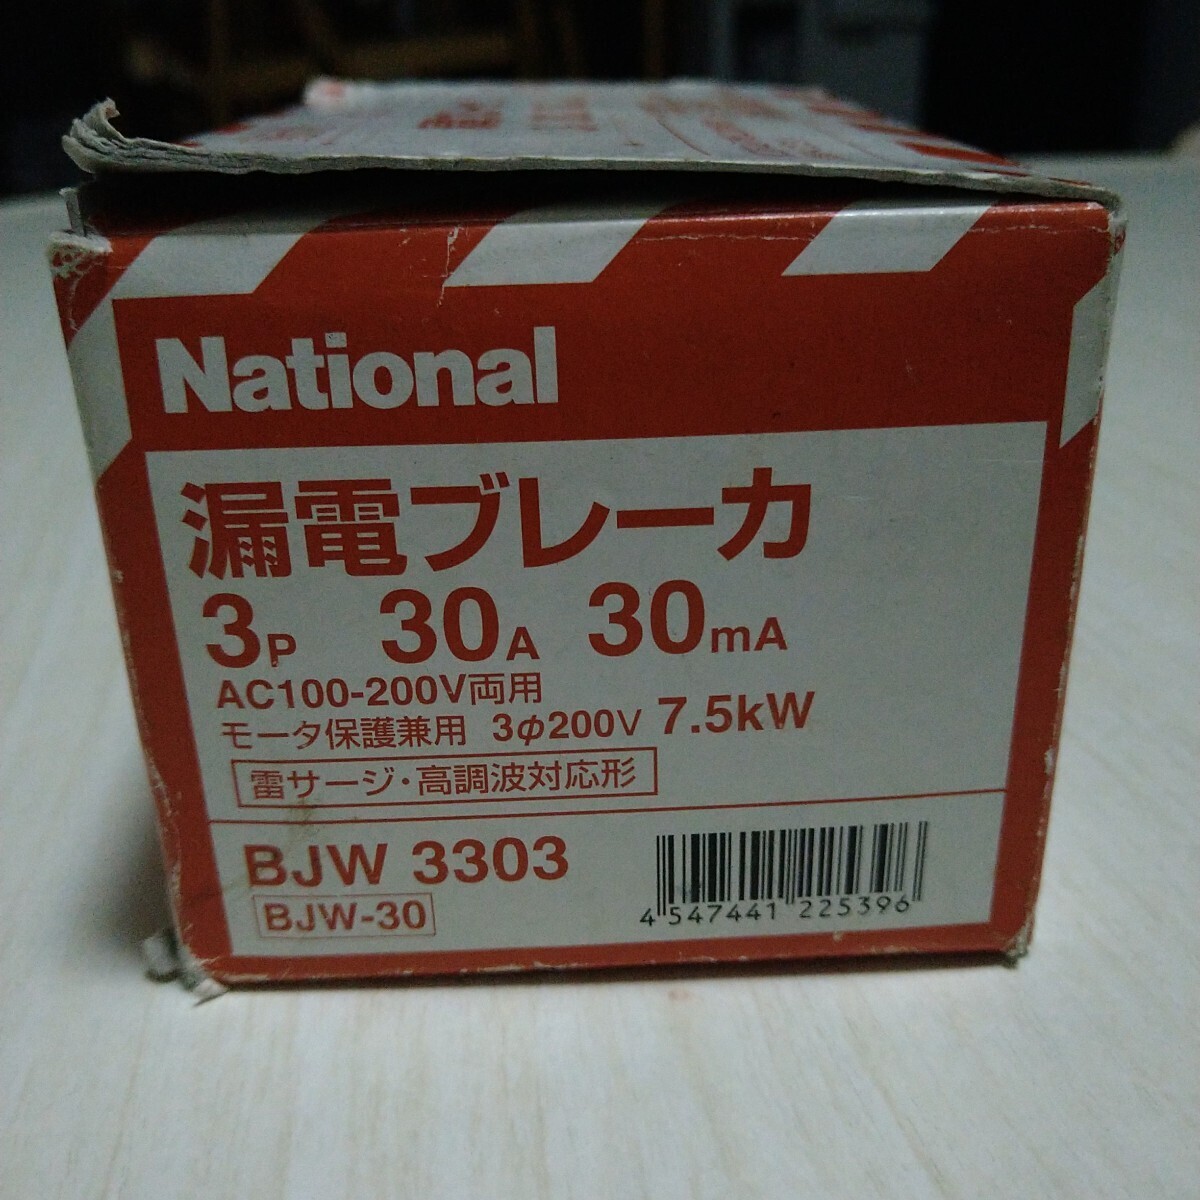 National
漏電ブレーカ
3P 30A 30mA
AC100-200V両用
モータ保護兼用 3φ200V 7.5kW
雷サージ・高調波対応形
BJW 3303
BJW-30
4 547441 225396